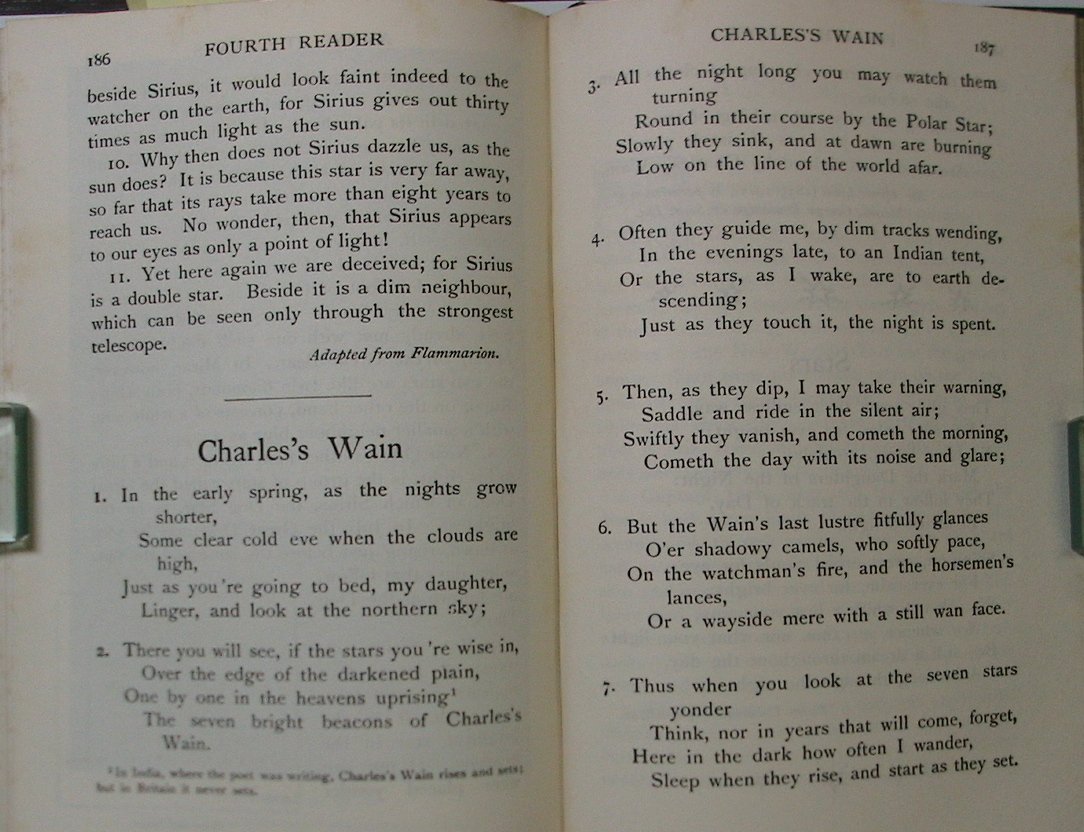 186
FOURTH READER
beside Sirius, it would look faint indeed to the
watcher on the earth, for Sirius gives out thirty
times as much light as the sun.
10. Why then does not Sirius dazzle us, as the
sun does? It is because this star is very far away,
so far that its rays take more than eight years to
reach us. No wonder, then, that Sirius appears
to our eyes as only a point of light!
11. Yet here again we are deceived; for Sirius
is a double star. Beside it is a dim neighbour,
which can be seen only through the strongest
telescope.
Adapted from Flammarion.
Charles's Wain
1. In the early spring, as the nights grow
shorter,
Some clear cold eve when the clouds are
high,
Just as you're going to bed, my daughter,
Linger, and look at the northern sky;
2. There you will see, if the stars you 're wise in,
Over the edge of the darkened plain,
One by one in the heavens uprising¹
The seven bright beacons of Charles's
Wain.
¹ In India, where the poet was writing, Charles's Wain rises and sets;
but in Britain it never sets.
CHARLES'S WAIN
187
3. All the night long you may watch them
turning
Round in their course by the Polar Star;
Slowly they sink, and at dawn are burning
Low on the line of the world afar.
4. Often they guide me, by dim tracks wending,
In the evenings late, to an Indian tent,
Or the stars, as I wake, are to earth de-
scending;
Just as they touch it, the night is spent.
5. Then, as they dip, I may take their warning,
Saddle and ride in the silent air;
Swiftly they vanish, and cometh the morning,
Cometh the day with its noise and glare;
6. But the Wain's last lustre fitfully glances
O'er shadowy camels, who softly pace,
On the watchman's fire, and the horsemen's
lances,
Or a wayside mere with a still wan face.
7. Thus when you look at the seven stars
yonder
Think, nor in years that will come, forget,
Here in the dark how often I wander,
Sleep when they rise, and start as they set.